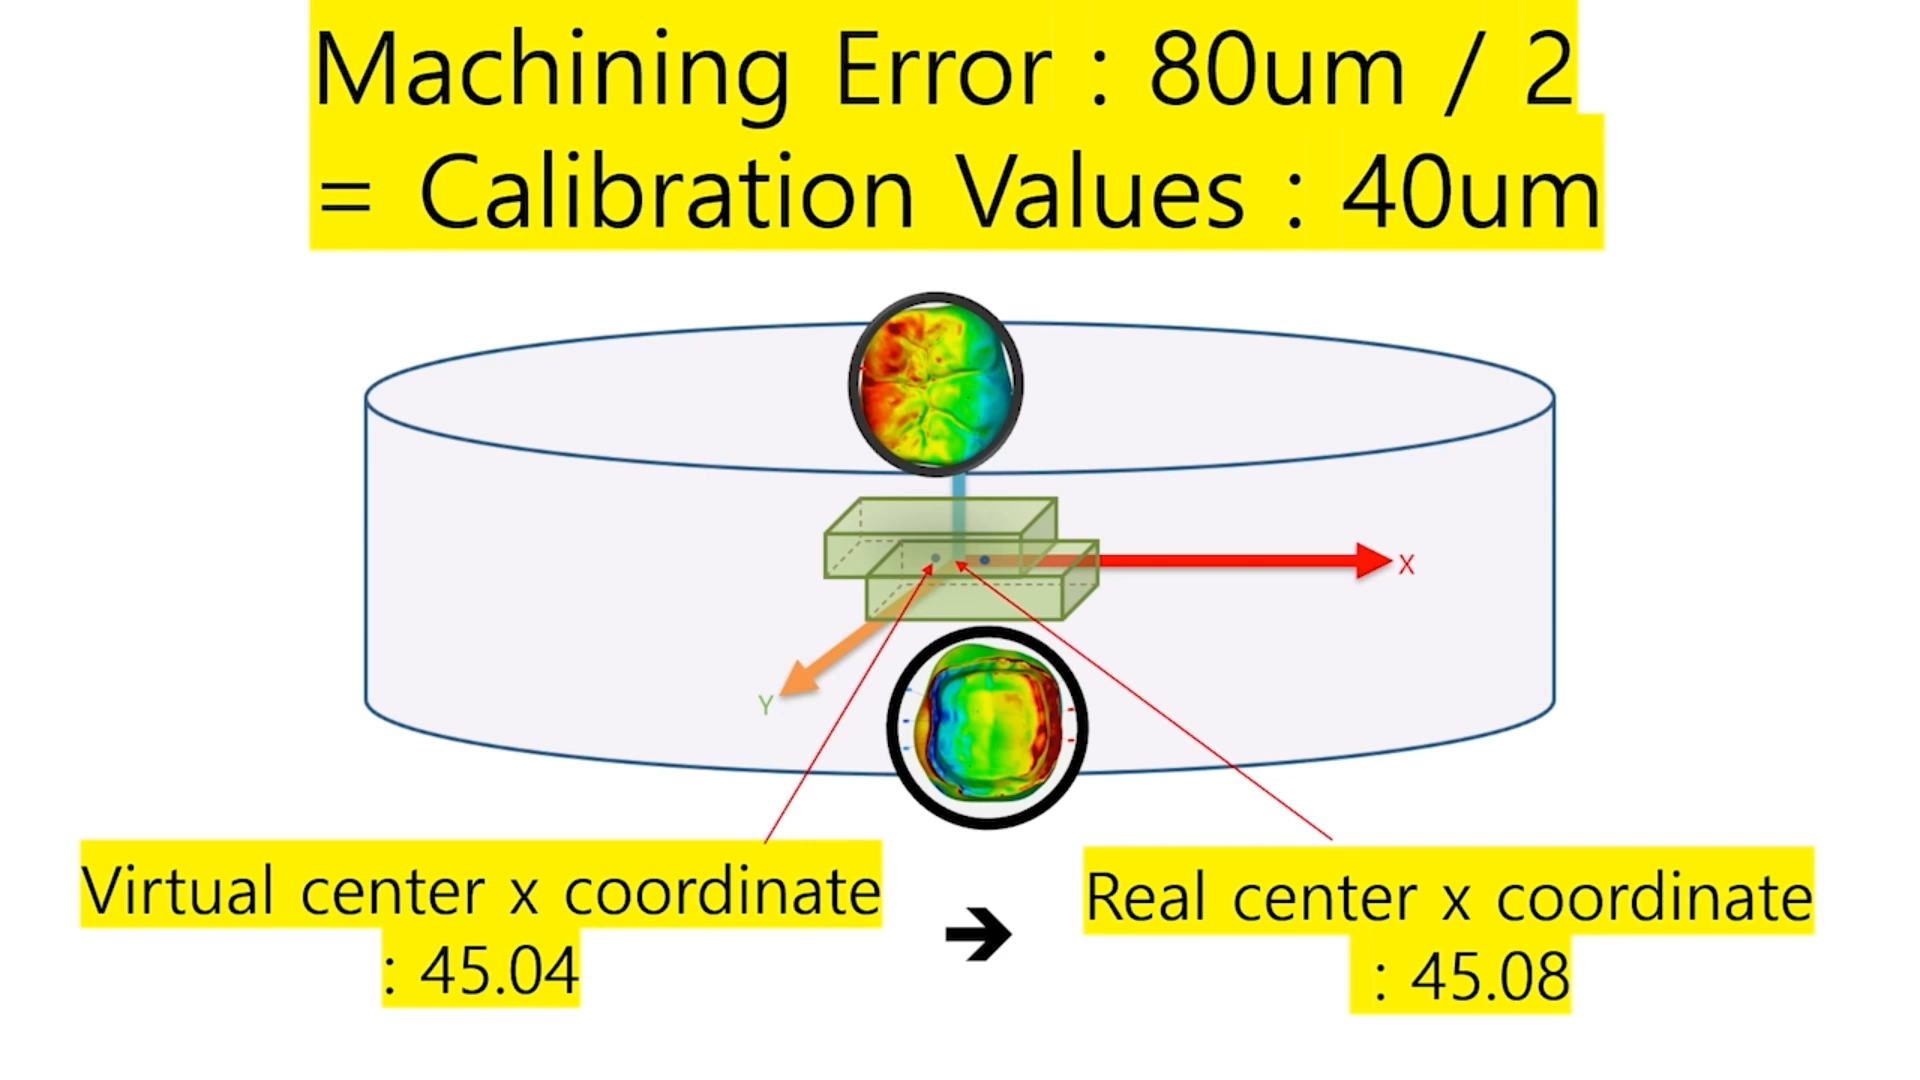 Machining Error : 80um / 2
= Calibration Values : 40um
X
Y
Virtual center x coordinate
: 45.04
➔
Real center x coordinate
: 45.08